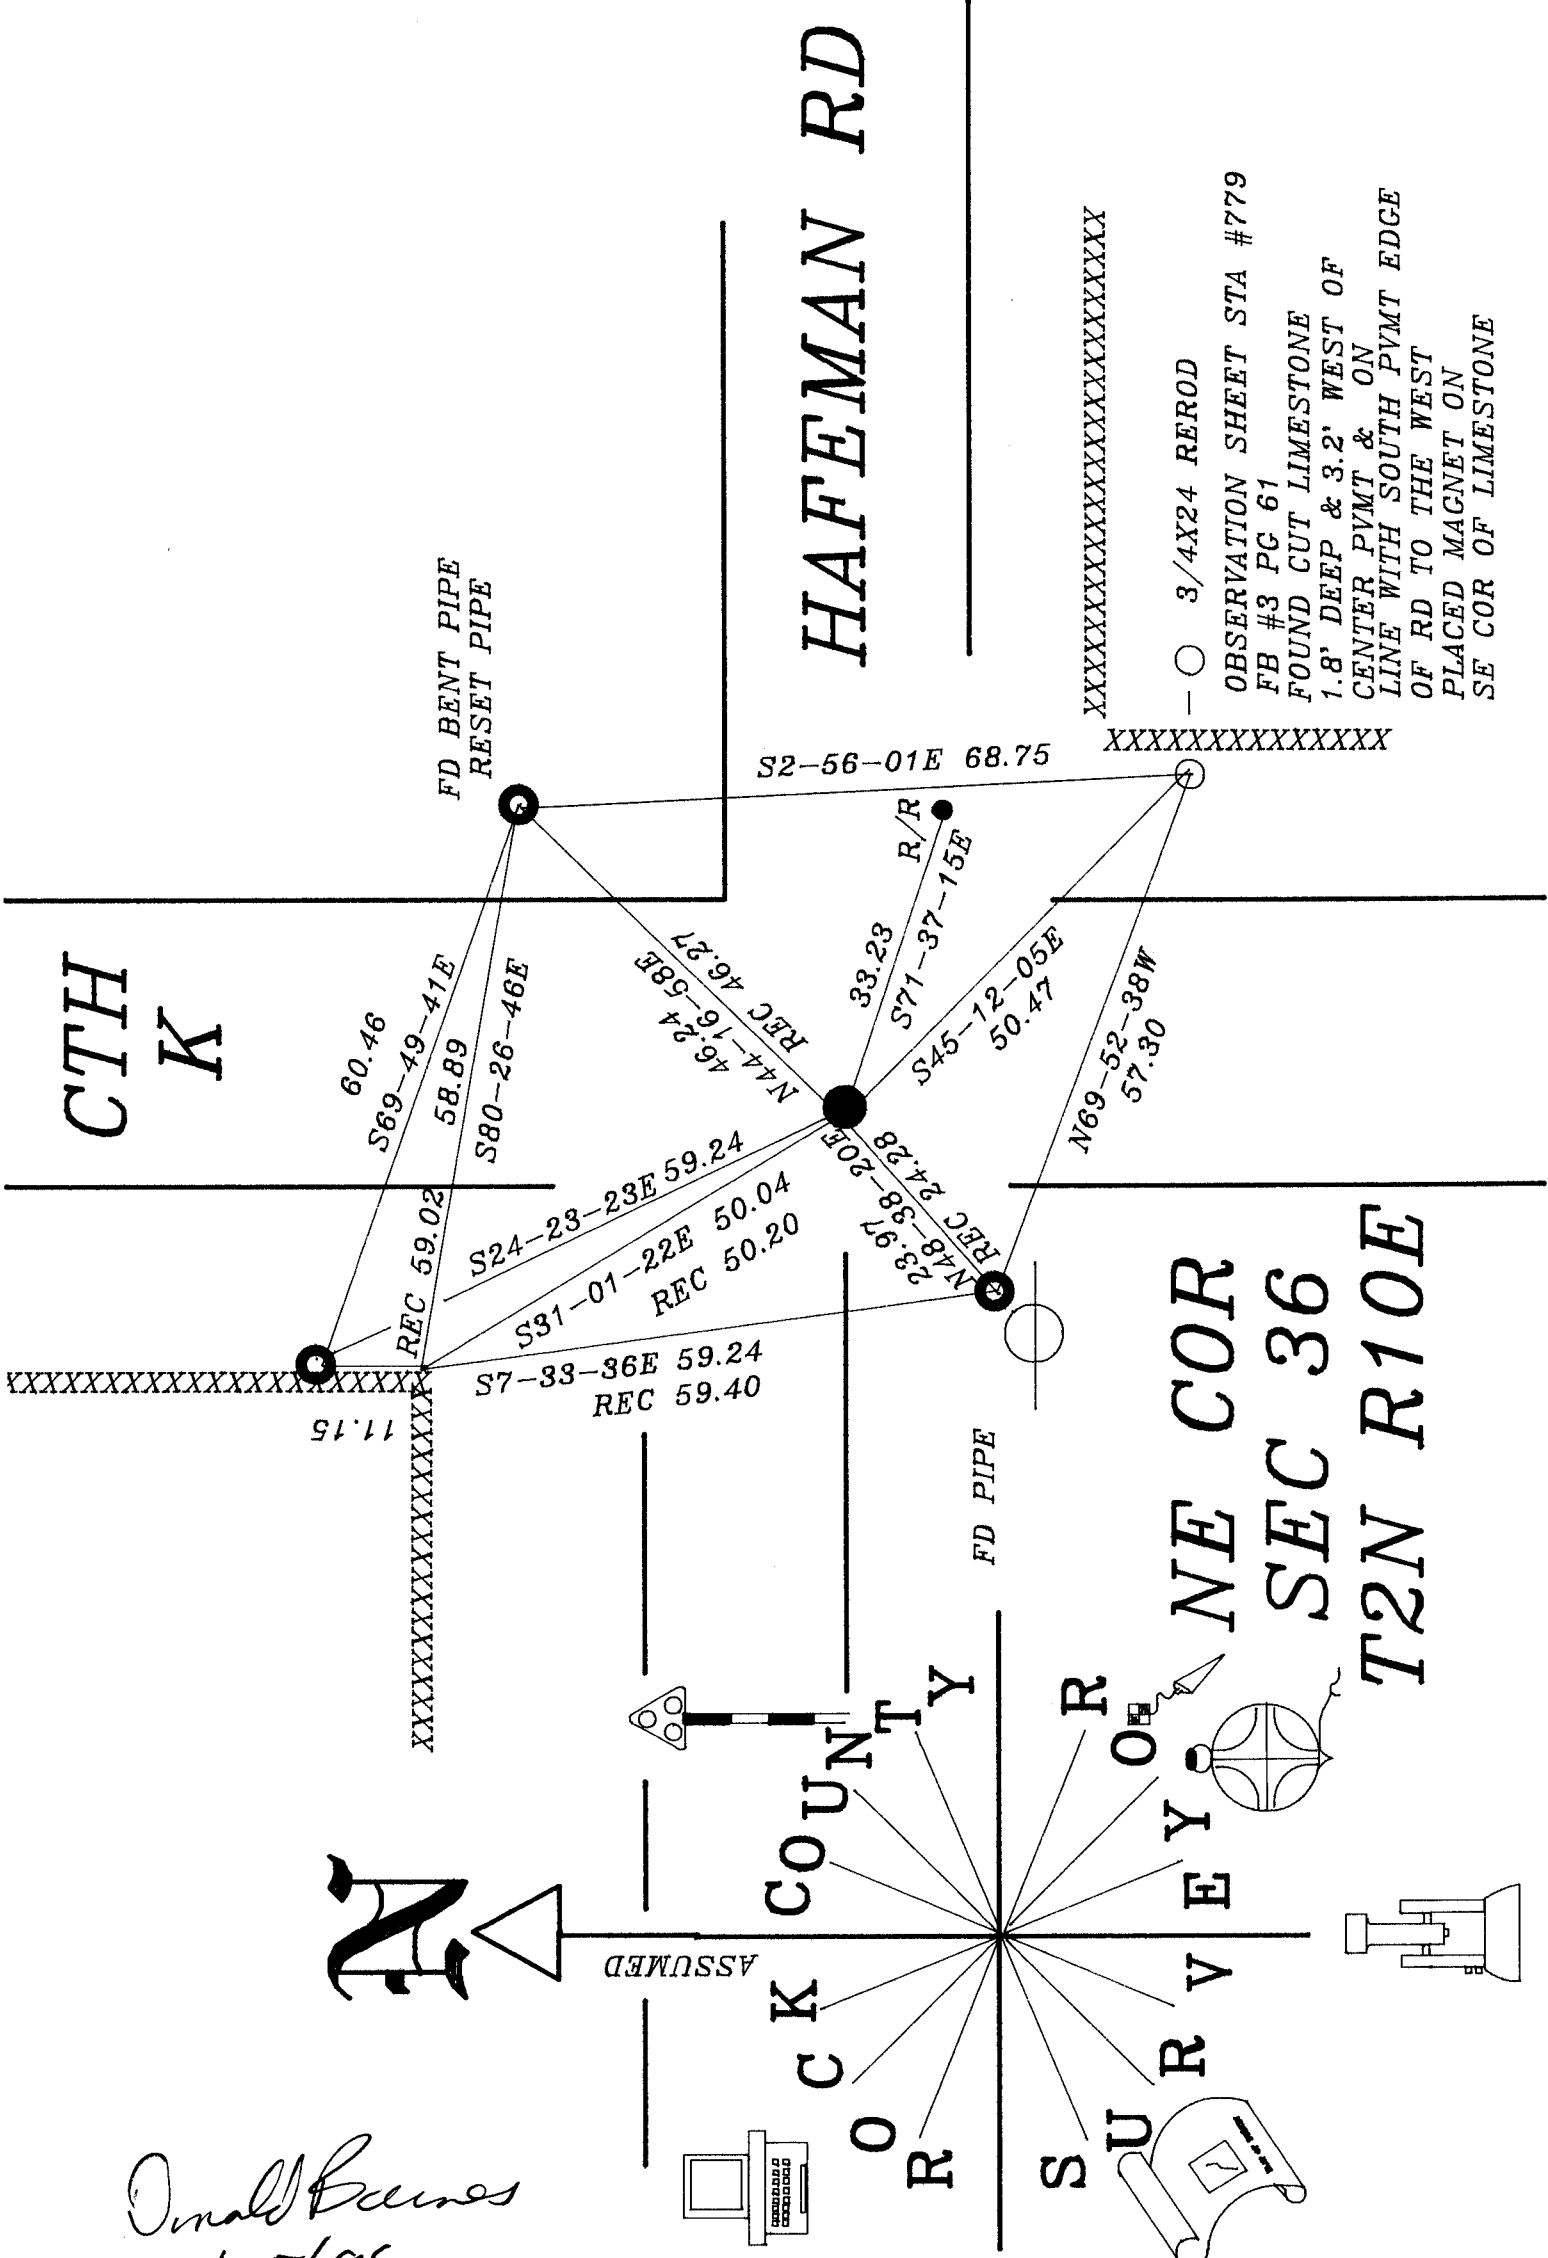 CTH
K
HAFEMAN RD
FD BENT PIPE
RESET PIPE
60.46
S69-49-41E
58.89
S80-26-46E
REC 59.02
S24-23-23E 59.24
S31-01-22E 50.04
REC 50.20
S7-33-36E 59.24
REC 59.40
11.15
46.24
N44-16-58E
REC 46.27
S2-56-01E 68.75
R/R
33.23
S71-37-15E
S45-12-05E
50.47
23.97
N48-38-20E
REC 24.28
N69-52-38W
57.30
FD PIPE
XXXXXXXXXXXXXXXXXXXXXXX
XXXXXXXXXXXXXXXXXXXX
XXXXXXXXXXXXXXXXXXXXXXXXXXX
XXXXXXXXXXXXXX
- ○ 3/4X24 REROD
OBSERVATION SHEET STA #779
FB #3 PG 61
FOUND CUT LIMESTONE
1.8' DEEP & 3.2' WEST OF
CENTER PVMT & ON
LINE WITH SOUTH PVMT EDGE
OF RD TO THE WEST
PLACED MAGNET ON
SE COR OF LIMESTONE
NE COR
SEC 36
T2N R10E
N
ASSUMED
ROCK COUNTY
SURVEYOR
Donald Barnes